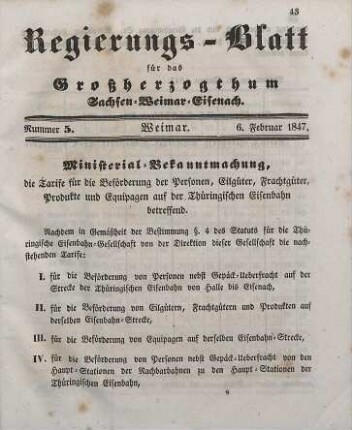 43
Regierungs-Blatt
für das
Großherzogthum
Sachsen-Weimar-Eisenach.
Nummer 5. Weimar. 6. Februar 1847.
Ministerial-Bekanntmachung,
die Tarife für die Beförderung der Personen, Eilgüter, Frachtgüter,
Produkte und Equipagen auf der Thüringischen Eisenbahn
betreffend.
Nachdem in Gemäßheit der Bestimmung §. 4 des Statuts für die Thü-
ringische Eisenbahn-Gesellschaft von der Direktion dieser Gesellschaft die nach-
stehenden Tarife:
I. für die Beförderung von Personen nebst Gepäck-Ueberfracht auf der
Strecke der Thüringischen Eisenbahn von Halle bis Eisenach,
II. für die Beförderung von Eilgütern, Frachtgütern und Produkten auf
derselben Eisenbahn-Strecke,
III. für die Beförderung von Equipagen auf derselben Eisenbahn-Strecke,
IV. für die Beförderung von Personen nebst Gepäck-Ueberfracht von den
Haupt-Stationen der Nachbarbahnen zu den Haupt-Stationen der
Thüringischen Eisenbahn,